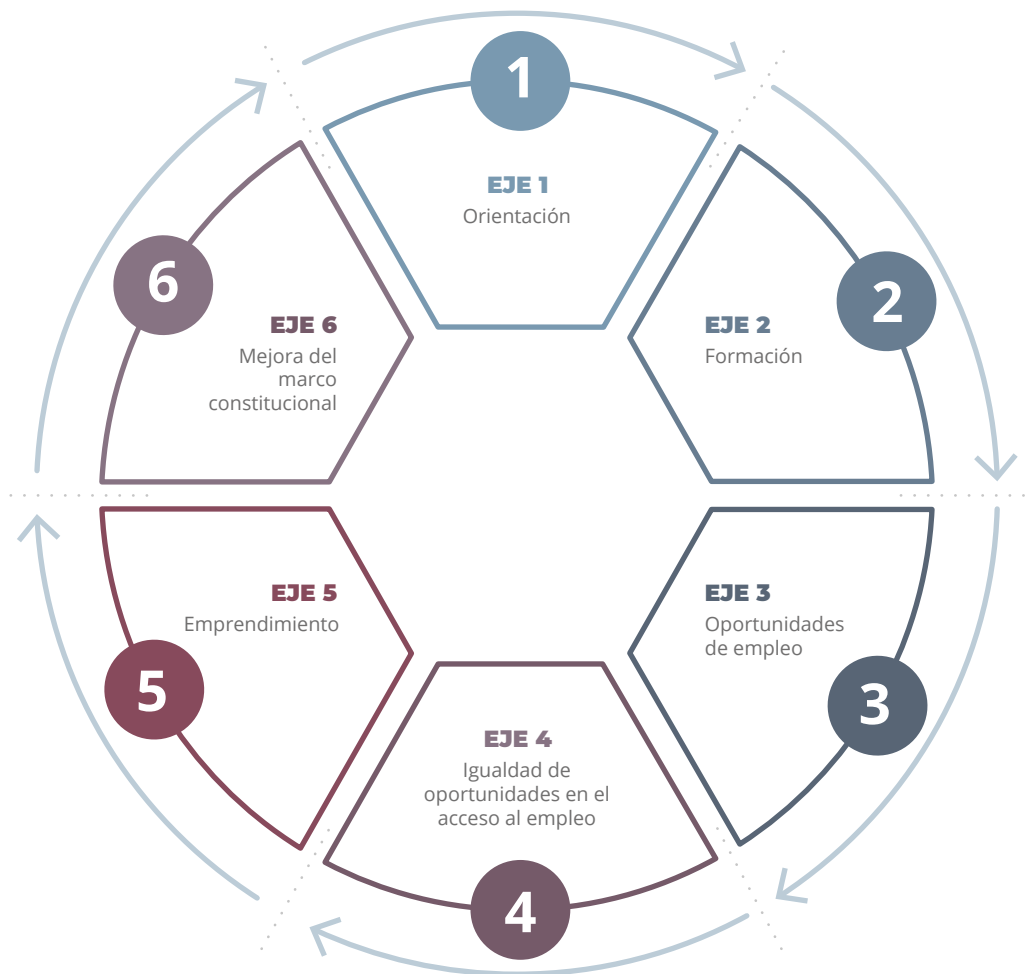 1
EJE 1
Orientación
2
EJE 2
Formación
3
EJE 3
Oportunidades
de empleo
4
EJE 4
Igualdad de
oportunidades en el
acceso al empleo
5
EJE 5
Emprendimiento
6
EJE 6
Mejora del
marco
constitucional